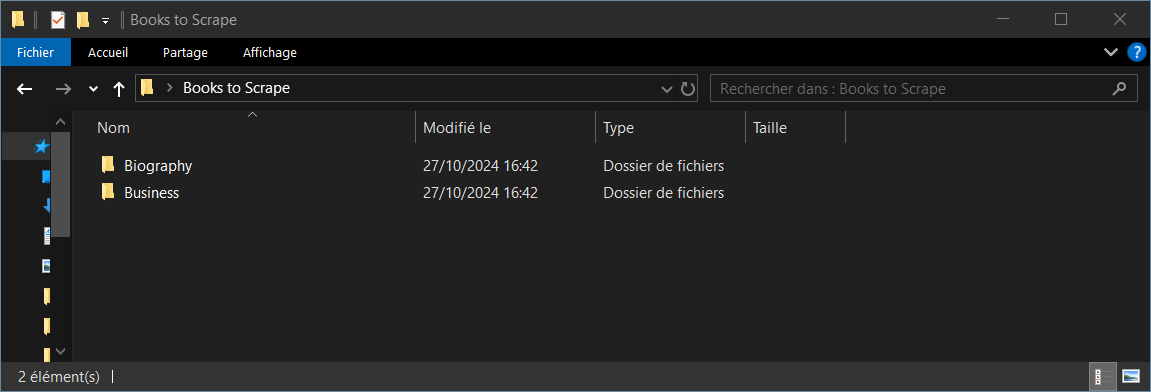 Books to Scrape
Fichier Accueil Partage Affichage ?
Books to Scrape Rechercher dans : Books to Scrape
Nom Modifié le Type Taille
Biography 27/10/2024 16:42 Dossier de fichiers
Business 27/10/2024 16:42 Dossier de fichiers
2 élément(s)